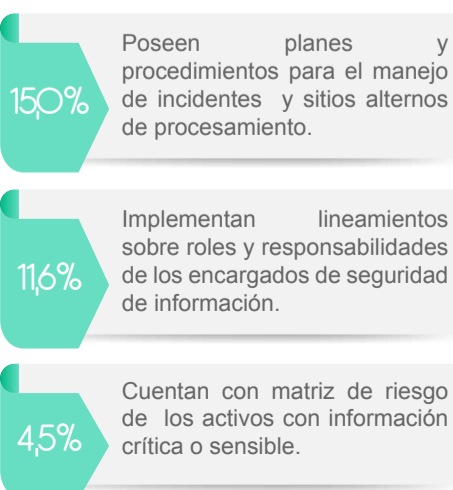 15,0%
Poseen planes y
procedimientos para el manejo
de incidentes y sitios alternos
de procesamiento.
11,6%
Implementan lineamientos
sobre roles y responsabilidades
de los encargados de seguridad
de información.
4,5%
Cuentan con matriz de riesgo
de los activos con información
crítica o sensible.